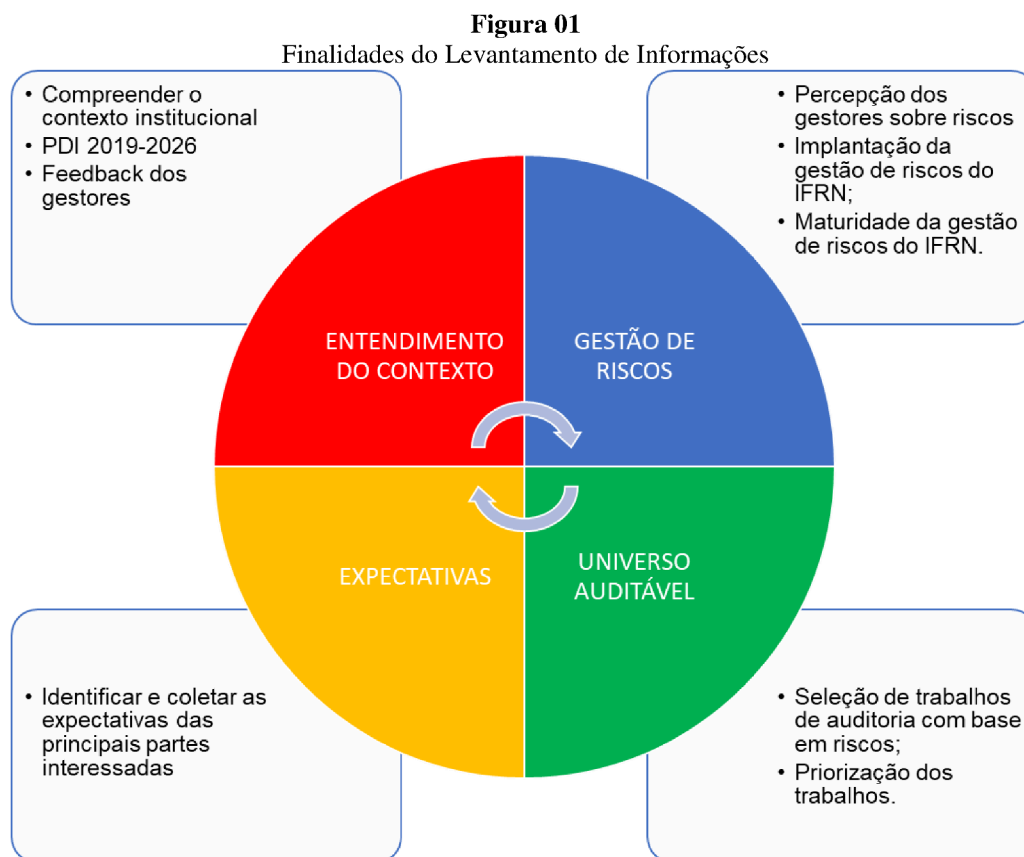 Figura 01
Finalidades do Levantamento de Informações
• Compreender o
contexto institucional
• PDI 2019-2026
• Feedback dos
gestores
• Percepção dos
gestores sobre riscos
• Implantação da
gestão de riscos do
IFRN;
• Maturidade da gestão
de riscos do IFRN.
ENTENDIMENTO
DO CONTEXTO
GESTÃO DE
RISCOS
EXPECTATIVAS
UNIVERSO
AUDITÁVEL
• Identificar e coletar as
expectativas das
principais partes
interessadas
• Seleção de trabalhos
de auditoria com base
em riscos;
• Priorização dos
trabalhos.